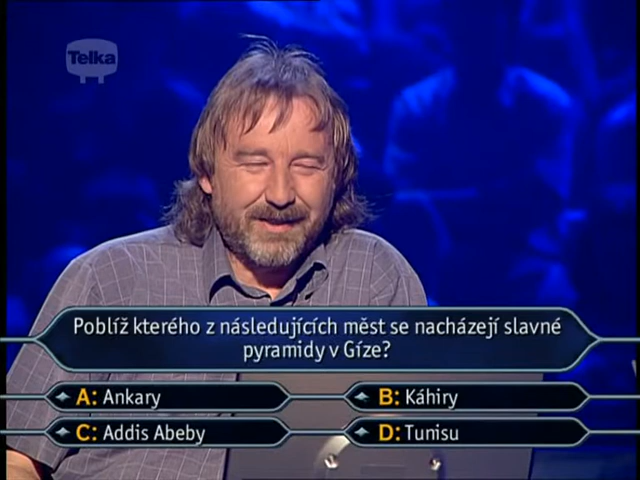 Telka
Poblíž kterého z následujících měst se nacházejí slavné
pyramidy v Gíze?
A: Ankary
B: Káhiry
C: Addis Abeby
D: Tunisu